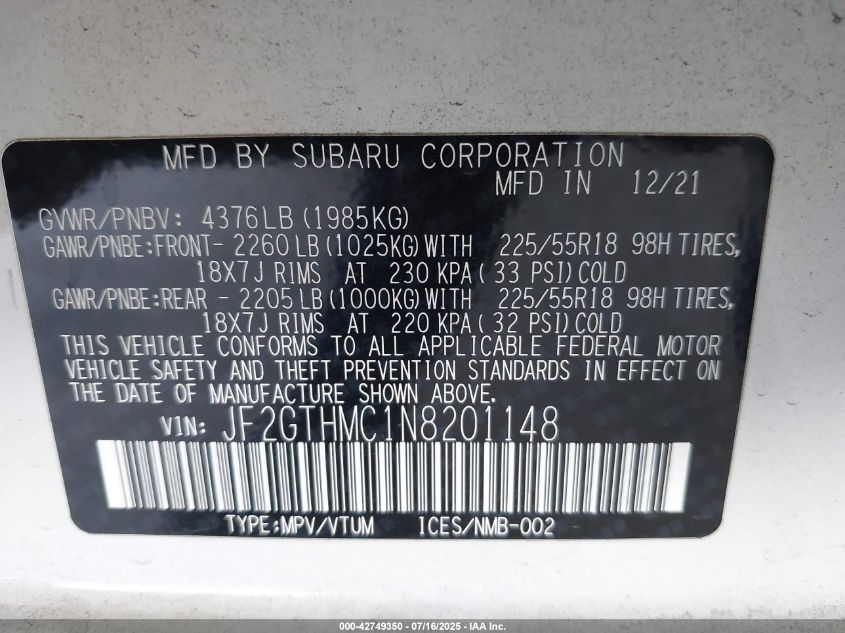 MFD BY SUBARU CORPORATION
MFD IN 12/21
GVWR/PNBV: 4376LB (1985KG)
GAWR/PNBE:FRONT- 2260 LB (1025KG) WITH 225/55R18 98H TIRES,
18X7J RIMS AT 230 KPA ( 33 PSI) COLD
GAWR/PNBE:REAR - 2205 LB (1000KG) WITH 225/55R18 98H TIRES,
18X7J RIMS AT 220 KPA ( 32 PSI) COLD
THIS VEHICLE CONFORMS TO ALL APPLICABLE FEDERAL MOTOR
VEHICLE SAFETY AND THEFT PREVENTION STANDARDS IN EFFECT ON
THE DATE OF MANUFACTURE SHOWN ABOVE.
VIN: JF2GTHMC1N8201148
TYPE:MPV/VTUM ICES/NMB-002
000-42749350 - 07/16/2025 - IAA Inc.